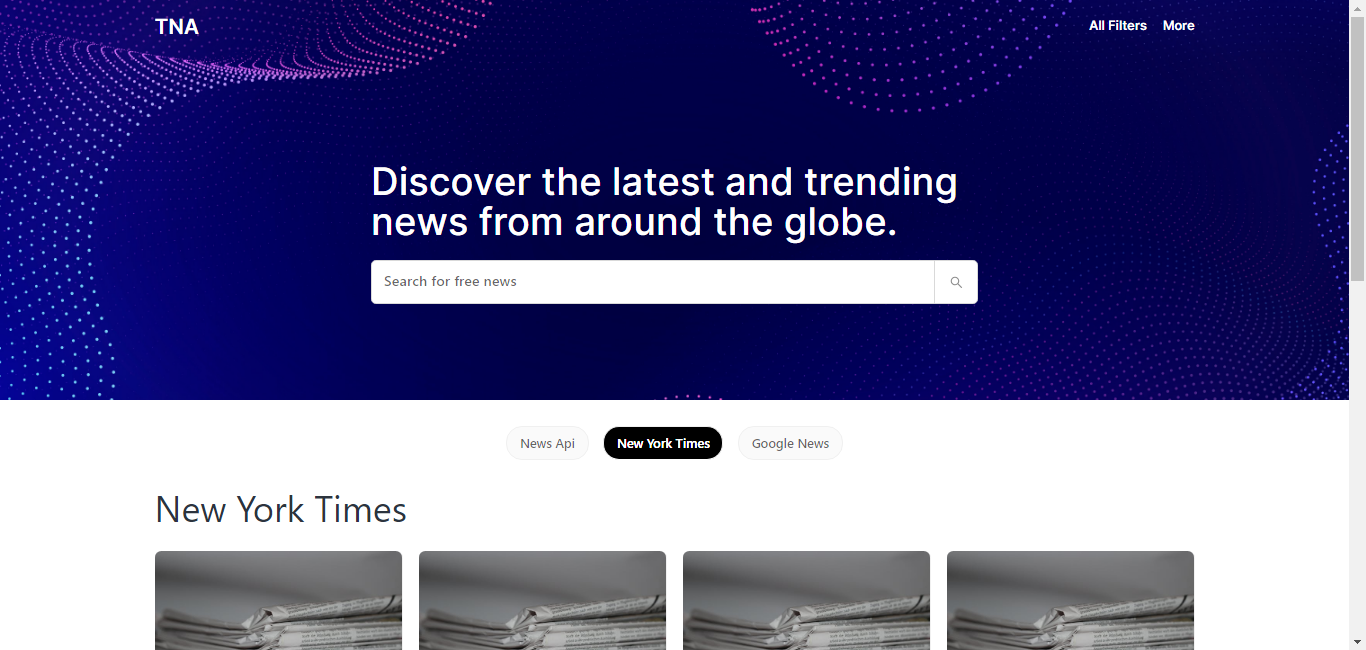 TNA
All Filters
More
Discover the latest and trending
news from around the globe.
Search for free news
News Api
New York Times
Google News
New York Times